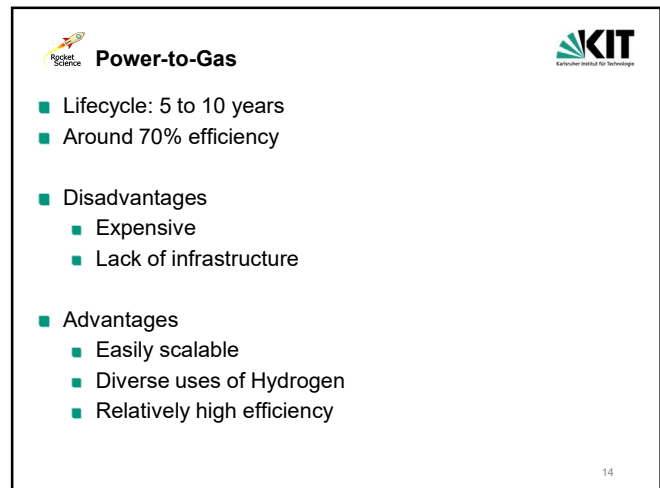 Rocket
Science
Power-to-Gas
KIT
Karlsruher Institut für Technologie
Lifecycle: 5 to 10 years
Around 70% efficiency
Disadvantages
Expensive
Lack of infrastructure
Advantages
Easily scalable
Diverse uses of Hydrogen
Relatively high efficiency
14